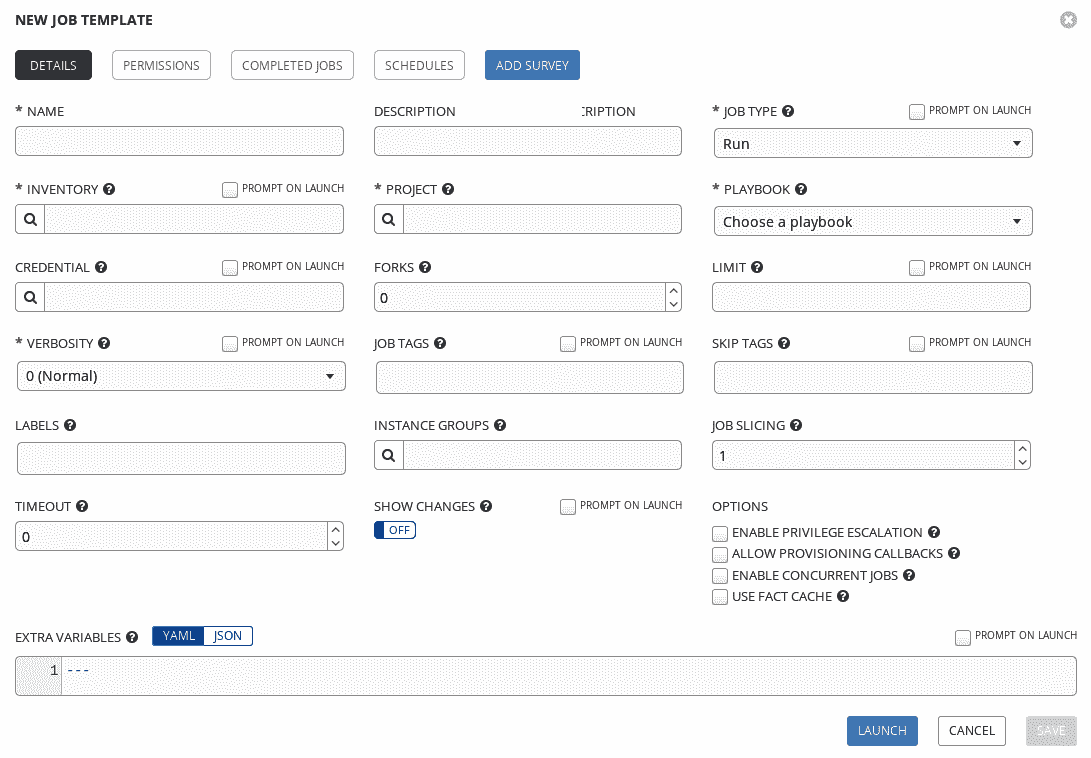 NEW JOB TEMPLATE
DETAILS PERMISSIONS COMPLETED JOBS SCHEDULES ADD SURVEY
* NAME DESCRIPTION CRIPTION * JOB TYPE ? PROMPT ON LAUNCH
Run
* INVENTORY ? PROMPT ON LAUNCH * PROJECT ? * PLAYBOOK ?
Choose a playbook
CREDENTIAL ? PROMPT ON LAUNCH FORKS ? LIMIT ? PROMPT ON LAUNCH
0
* VERBOSITY ? PROMPT ON LAUNCH JOB TAGS ? PROMPT ON LAUNCH SKIP TAGS ? PROMPT ON LAUNCH
0 (Normal)
LABELS ? INSTANCE GROUPS ? JOB SLICING ?
1
TIMEOUT ? SHOW CHANGES ? PROMPT ON LAUNCH OPTIONS
0 OFF ENABLE PRIVILEGE ESCALATION ?
ALLOW PROVISIONING CALLBACKS ?
ENABLE CONCURRENT JOBS ?
USE FACT CACHE ?
EXTRA VARIABLES ? YAML JSON PROMPT ON LAUNCH
1 ---
LAUNCH CANCEL SAVE